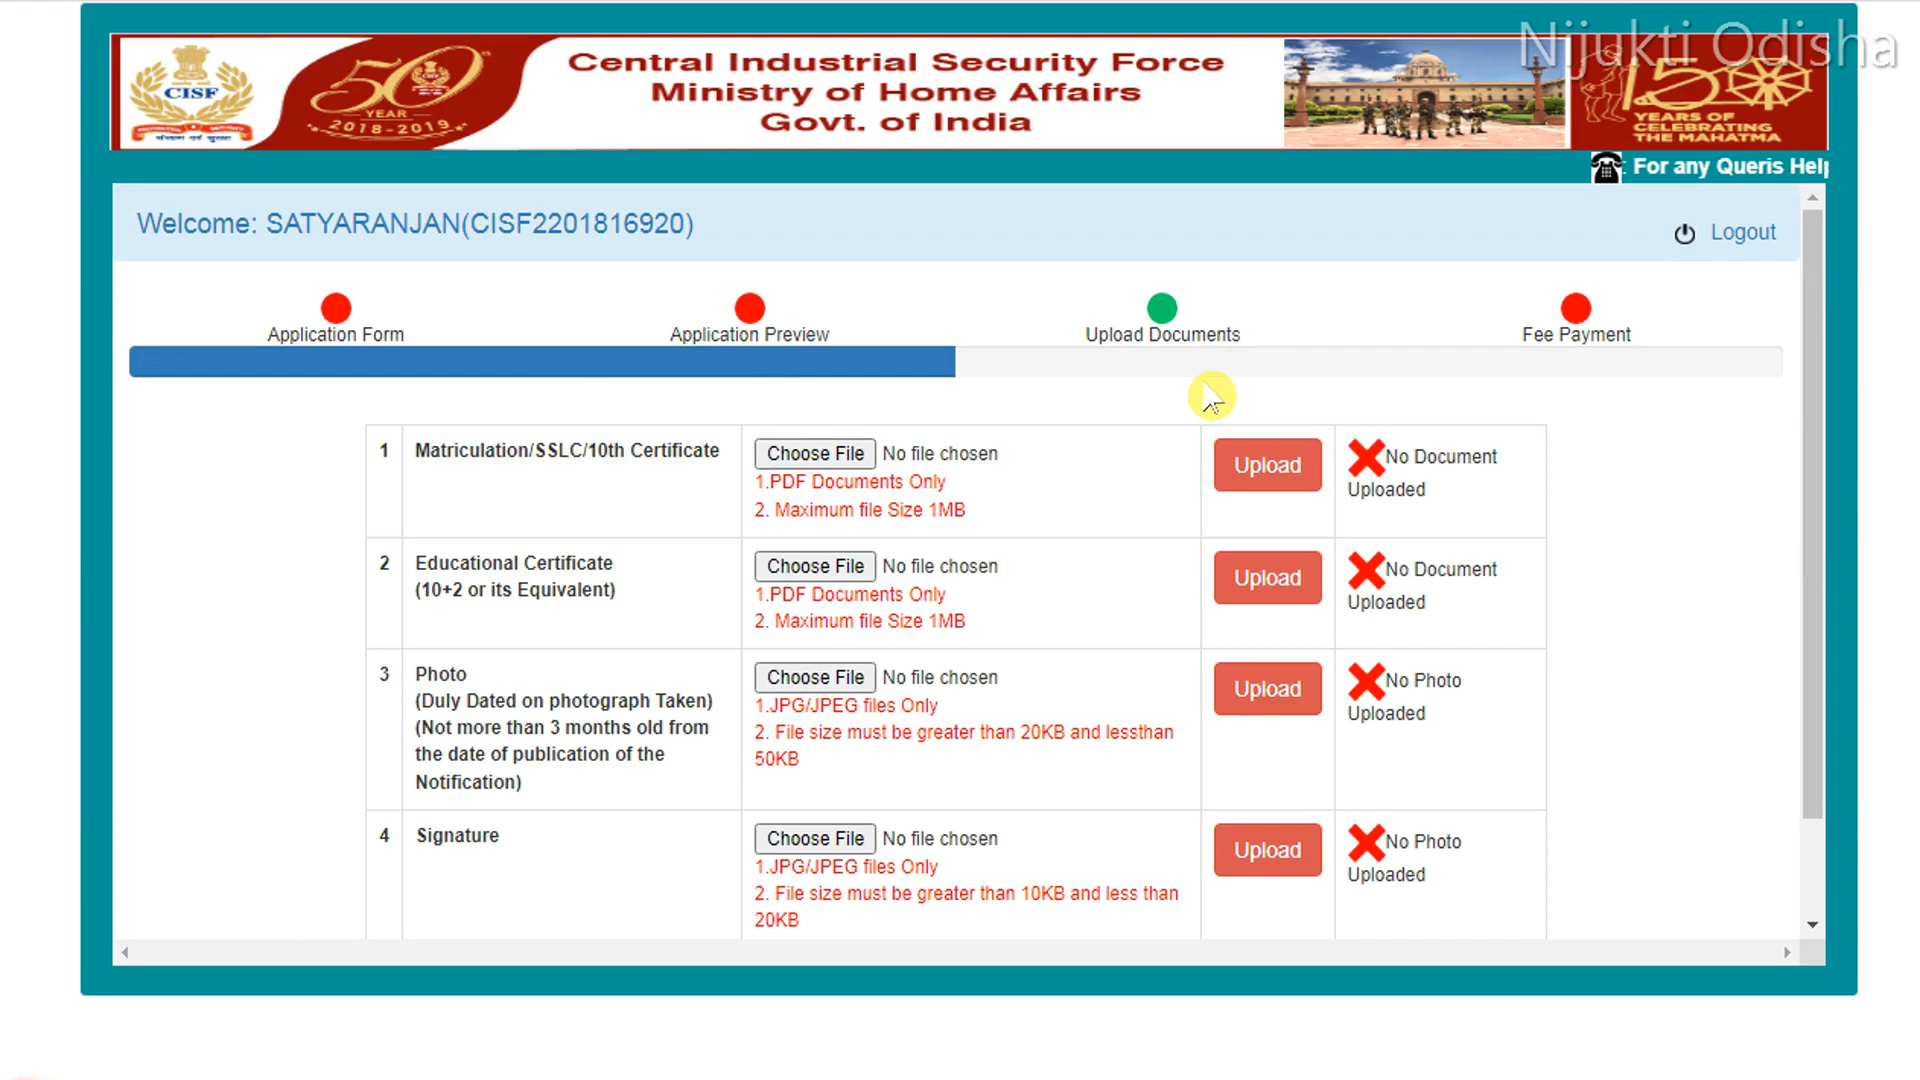 Nijukti Odisha
CISF
50
YEAR
2018-2019
Central Industrial Security Force
Ministry of Home Affairs
Govt. of India
150
YEARS OF
CELEBRATING
THE MAHATMA
: For any Queris Help
Welcome: SATYARANJAN(CISF2201816920)
Logout
Application Form
Application Preview
Upload Documents
Fee Payment
1
Matriculation/SSLC/10th Certificate
Choose File No file chosen
1.PDF Documents Only
2. Maximum file Size 1MB
Upload
No Document
Uploaded
2
Educational Certificate
(10+2 or its Equivalent)
Choose File No file chosen
1.PDF Documents Only
2. Maximum file Size 1MB
Upload
No Document
Uploaded
3
Photo
(Duly Dated on photograph Taken)
(Not more than 3 months old from
the date of publication of the
Notification)
Choose File No file chosen
1.JPG/JPEG files Only
2. File size must be greater than 20KB and lessthan
50KB
Upload
No Photo
Uploaded
4
Signature
Choose File No file chosen
1.JPG/JPEG files Only
2. File size must be greater than 10KB and less than
20KB
Upload
No Photo
Uploaded